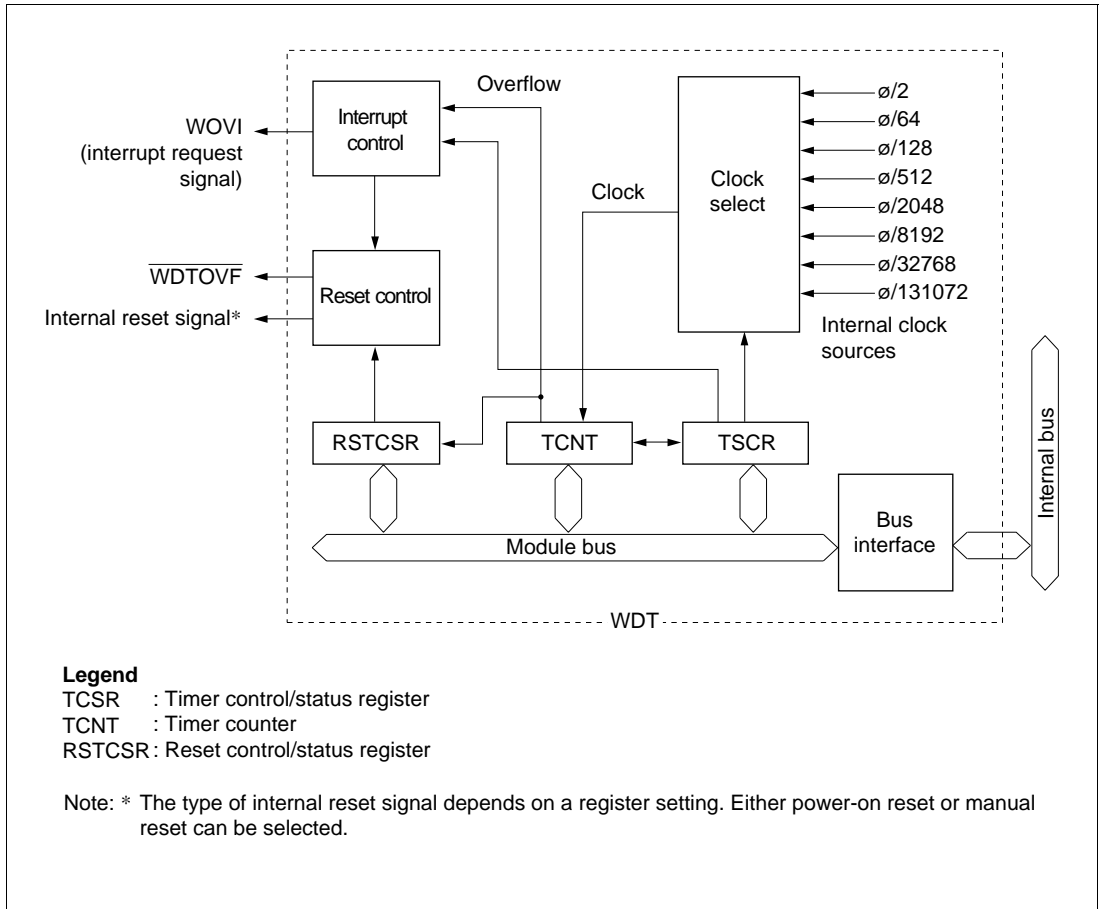 Overflow
Interrupt
control
WOVI
(interrupt request
signal)
Clock
Clock
select
ø/2
ø/64
ø/128
ø/512
ø/2048
ø/8192
ø/32768
ø/131072
Internal clock
sources
WDTOVF
Internal reset signal*
Reset control
RSTCSR
TCNT
TSCR
Module bus
Bus
interface
Internal bus
WDT
Legend
TCSR : Timer control/status register
TCNT : Timer counter
RSTCSR : Reset control/status register
Note: * The type of internal reset signal depends on a register setting. Either power-on reset or manual
reset can be selected.